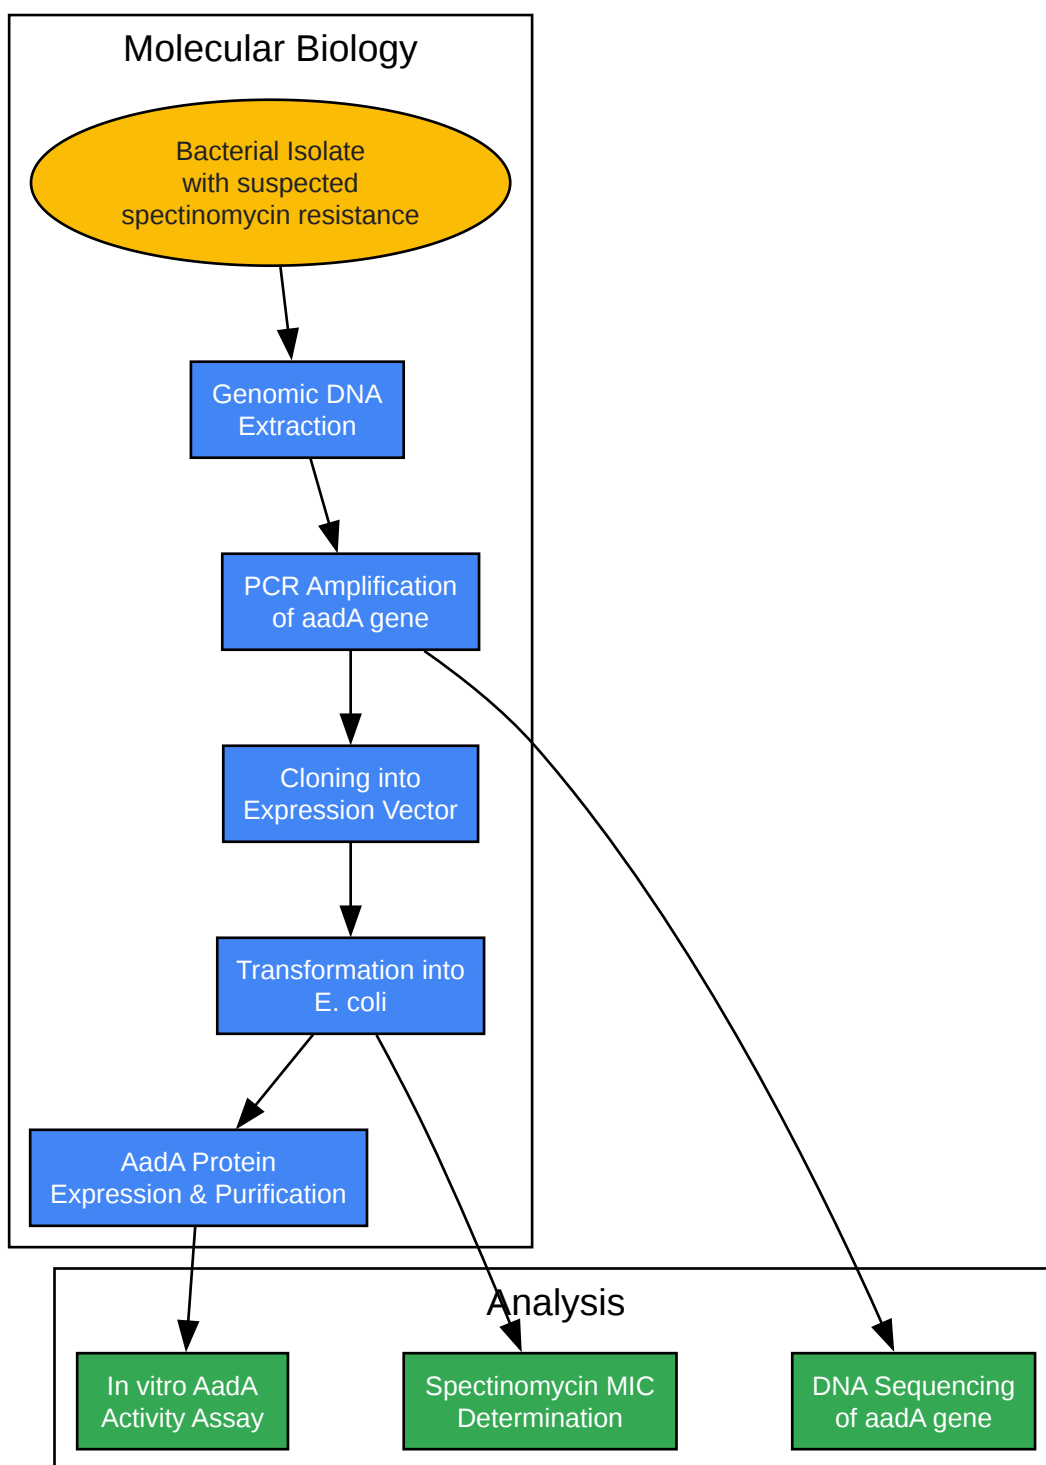 Molecular Biology
Bacterial Isolate
with suspected
spectinomycin resistance
Genomic DNA
Extraction
PCR Amplification
of aadA gene
Cloning into
Expression Vector
Transformation into
E. coli
AadA Protein
Expression & Purification
Analysis
In vitro AadA
Activity Assay
Spectinomycin MIC
Determination
DNA Sequencing
of aadA gene